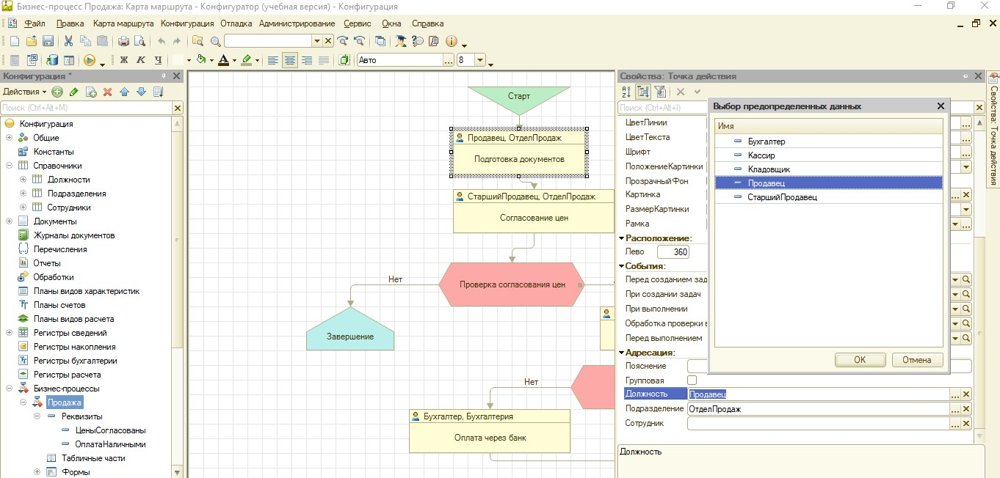 Бизнес-процесс Продажа: Карта маршрута - Конфигуратор (учебная версия) - Конфигурация
Файл Правка Карта маршрута Конфигурация Отладка Администрирование Сервис Окна Справка
Ж К Ч Авто 8
Конфигурация *
Действия
Поиск (Ctrl+Alt+M)
Конфигурация
Общие
Константы
Справочники
Должности
Подразделения
Сотрудники
Документы
Журналы документов
Перечисления
Отчеты
Обработки
Планы видов характеристик
Планы счетов
Планы видов расчета
Регистры сведений
Регистры накопления
Регистры бухгалтерии
Регистры расчета
Бизнес-процессы
Продажа
Реквизиты
ЦеныСогласованы
ОплатаНаличными
Табличные части
Формы
Старт
Продавец, ОтделПродаж
Подготовка документов
СтаршийПродавец, ОтделПродаж
Согласование цен
Проверка согласования цен
Нет
Завершение
Нет
Бухгалтер, Бухгалтерия
Оплата через банк
Свойства: Точка действия
Поиск (Ctrl+Alt+I)
ЦветЛинии
ЦветТекста
Шрифт
ПоложениеКартинки
ПрозрачныйФон
Картинка
РазмерКартинки
Рамка
Расположение:
Лево 360
События:
Перед созданием зад
При создании задач
При выполнении
Обработка проверки в
Перед выполнением
Адресация:
Пояснение
Групповая
Должность Продавец
Подразделение ОтделПродаж
Сотрудник
Должность
Выбор предопределенных данных
Имя
Бухгалтер
Кассир
Кладовщик
Продавец
СтаршийПродавец
OK Отмена
Свойства: Точка действия